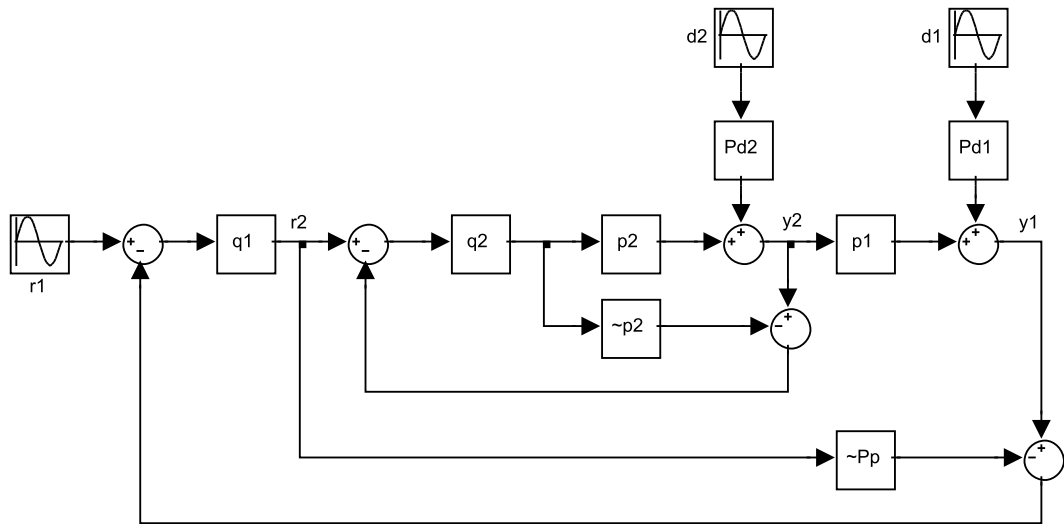 d2
d1
Pd2
Pd1
r1
+
−
q1
r2
+
−
q2
p2
+
+
y2
p1
+
+
y1
~p2
−
+
~Pp
−
+